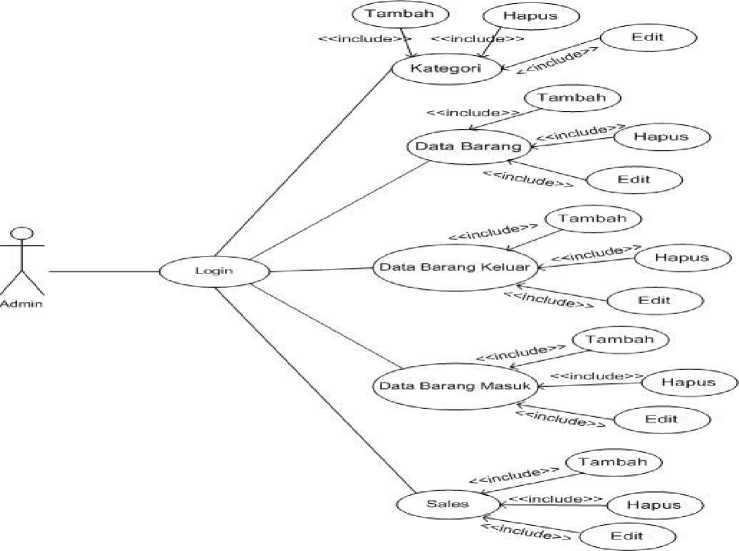 Tambah
Hapus
<<include>>
<<include>>
Edit
<<include>>
Kategori
Tambah
<<include>>
<<include>>
Hapus
Data Barang
<<include>>
Edit
Tambah
<<include>>
<<include>>
Hapus
Login
Data Barang Keluar
<<include>>
Edit
Admin
Tambah
<<include>>
<<include>>
Hapus
Data Barang Masuk
<<include>>
Edit
Tambah
<<include>>
<<include>>
Hapus
Sales
<<include>>
Edit